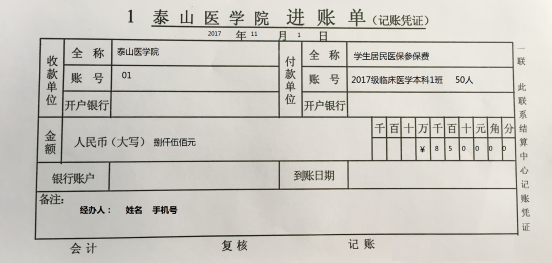 1 泰山医学院 进账单(记账凭证)
2017 年 11 月 1 日
收款单位 全称 泰山医学院 付款单位 全称 学生居民医保参保费
账号 01 账号 2017级临床医学本科1班 50人
开户银行 开户银行
金额 人民币(大写) 捌仟伍佰元 千百十万千百十元角分
¥850000
银行账户 到账日期
备注:
经办人: 姓名 手机号
会计 复核 记账
一联 此联系结算中心记账凭证